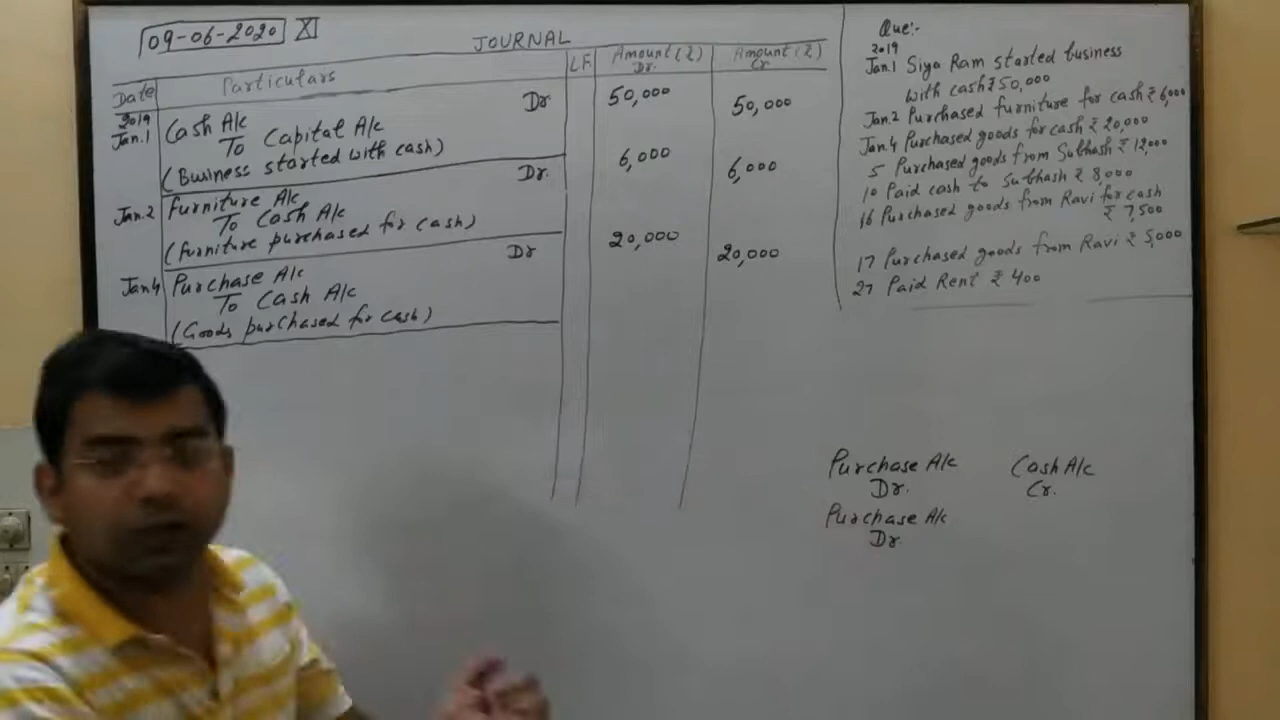 09-06-2020 XI
JOURNAL
Date Particulars L.F. Amount (₹) Dr. Amount (₹) Cr.
2019
Jan.1 Cash A/c Dr 50,000
To Capital A/c 50,000
(Business started with cash)
Jan.2 Furniture A/c Dr. 6,000
To Cash A/c 6,000
(Furniture purchased for cash)
Jan 4 Purchase A/c Dr 20,000
To Cash A/c 20,000
(Goods purchased for cash)
Que:-
2019
Jan.1 Siya Ram started business
with cash ₹ 50,000
Jan.2 Purchased furniture for cash ₹ 6,000
Jan.4 Purchased goods for cash ₹ 20,000
5 Purchased goods from Subhash ₹ 12,000
10 Paid cash to Subhash ₹ 8,000
16 Purchased goods from Ravi for cash
₹ 7,500
17 Purchased goods from Ravi ₹ 5,000
27 Paid Rent ₹ 400
Purchase A/c Cash A/c
Dr. Cr.
Purchase A/c
Dr.